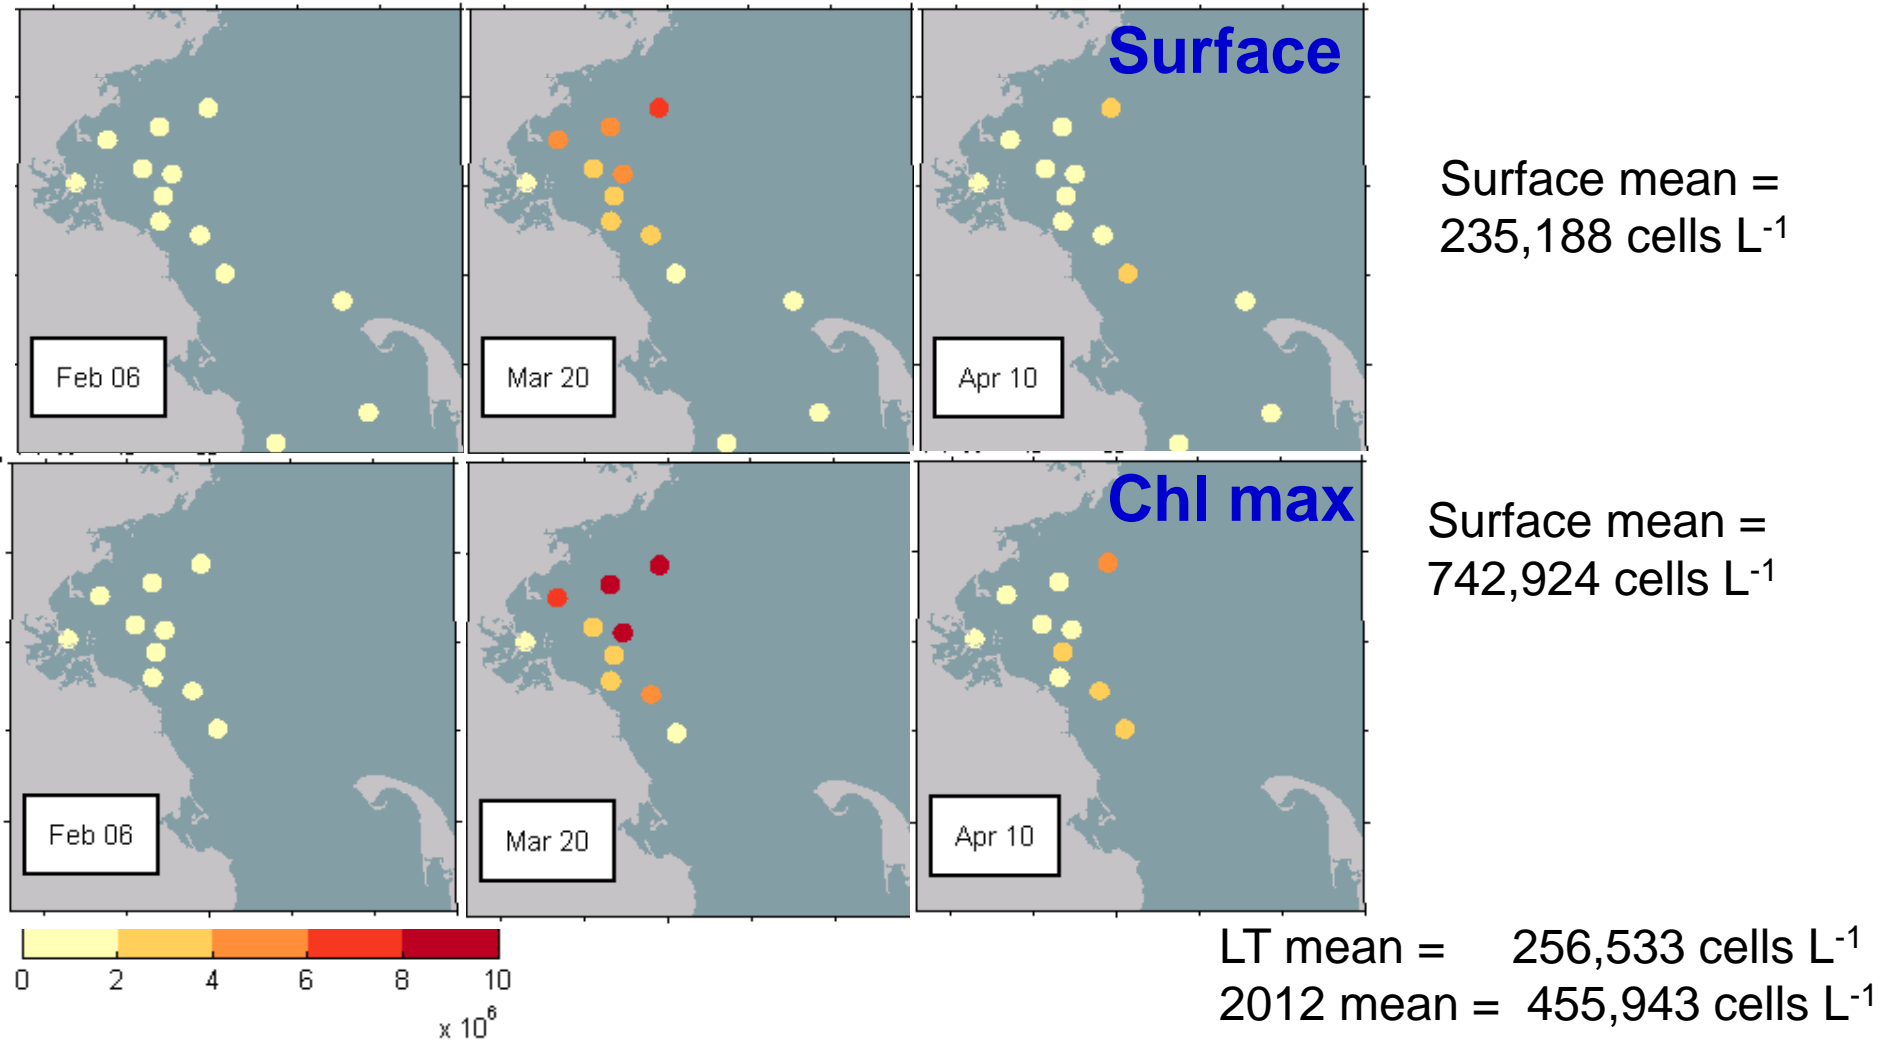 Surface
Feb 06
Mar 20
Apr 10
Surface mean =
235,188 cells L⁻¹
Chl max
Feb 06
Mar 20
Apr 10
Surface mean =
742,924 cells L⁻¹
0 2 4 6 8 10
x 10⁶
LT mean = 256,533 cells L⁻¹
2012 mean = 455,943 cells L⁻¹